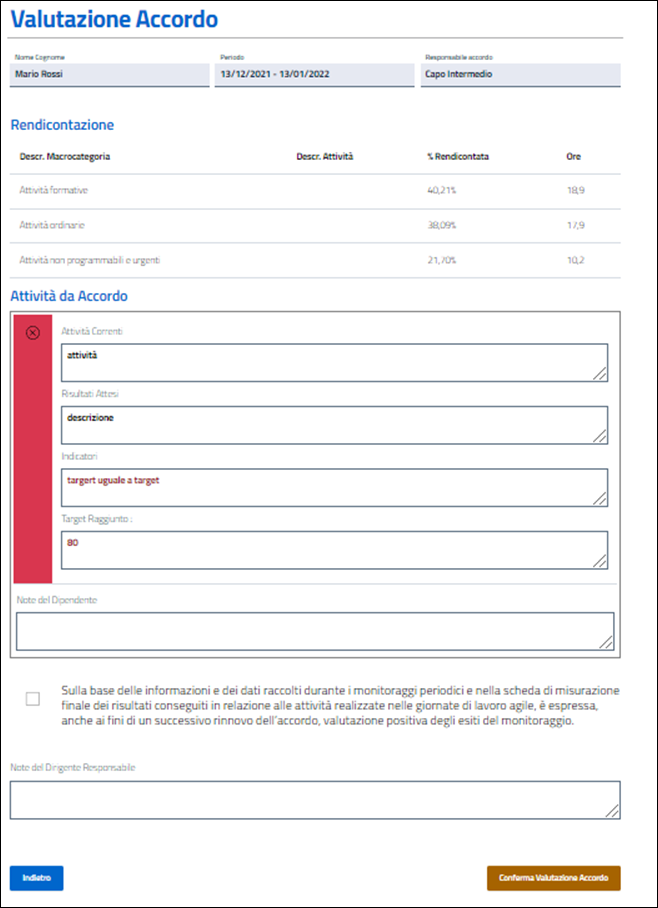 Valutazione Accordo
Nome Cognome Periodo Responsabile accordo
Mario Rossi 13/12/2021 - 13/01/2022 Capo Intermedio
Rendicontazione
Descr. Macrocategoria Descr. Attività % Rendicontata Ore
Attività formative 40,21% 18,9
Attività ordinarie 38,09% 17,9
Attività non programmabili e urgenti 21,70% 10,2
Attività da Accordo
Attività Correnti
attività
Risultati Attesi
descrizione
Indicatori
targert uguale a target
Target Raggiunto :
80
Note del Dipendente
Sulla base delle informazioni e dei dati raccolti durante i monitoraggi periodici e nella scheda di misurazione
finale dei risultati conseguiti in relazione alle attività realizzate nelle giornate di lavoro agile, è espressa,
anche ai fini di un successivo rinnovo dell'accordo, valutazione positiva degli esiti del monitoraggio.
Note del Dirigente Responsabile
Indietro Conferma Valutazione Accordo